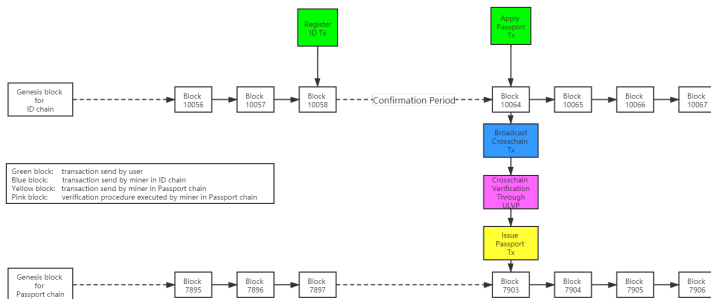 Register
ID Tx
Apply
Passport
Tx
Genesis block
for
ID chain
Block
10056
Block
10057
Block
10058
Confirmation Period
Block
10064
Block
10065
Block
10066
Block
10067
Broadcast
Crosschain
Tx
Green block: transaction send by user
Blue block: transaction send by miner in ID chain
Yellow block: transaction send by miner in Passport chain
Pink block: verification procedure executed by miner in Passport chain
Crosschain
Verification
Through
ULVP
Issue
Passport
Tx
Genesis block
for
Passport chain
Block
7895
Block
7896
Block
7897
Block
7903
Block
7904
Block
7905
Block
7906